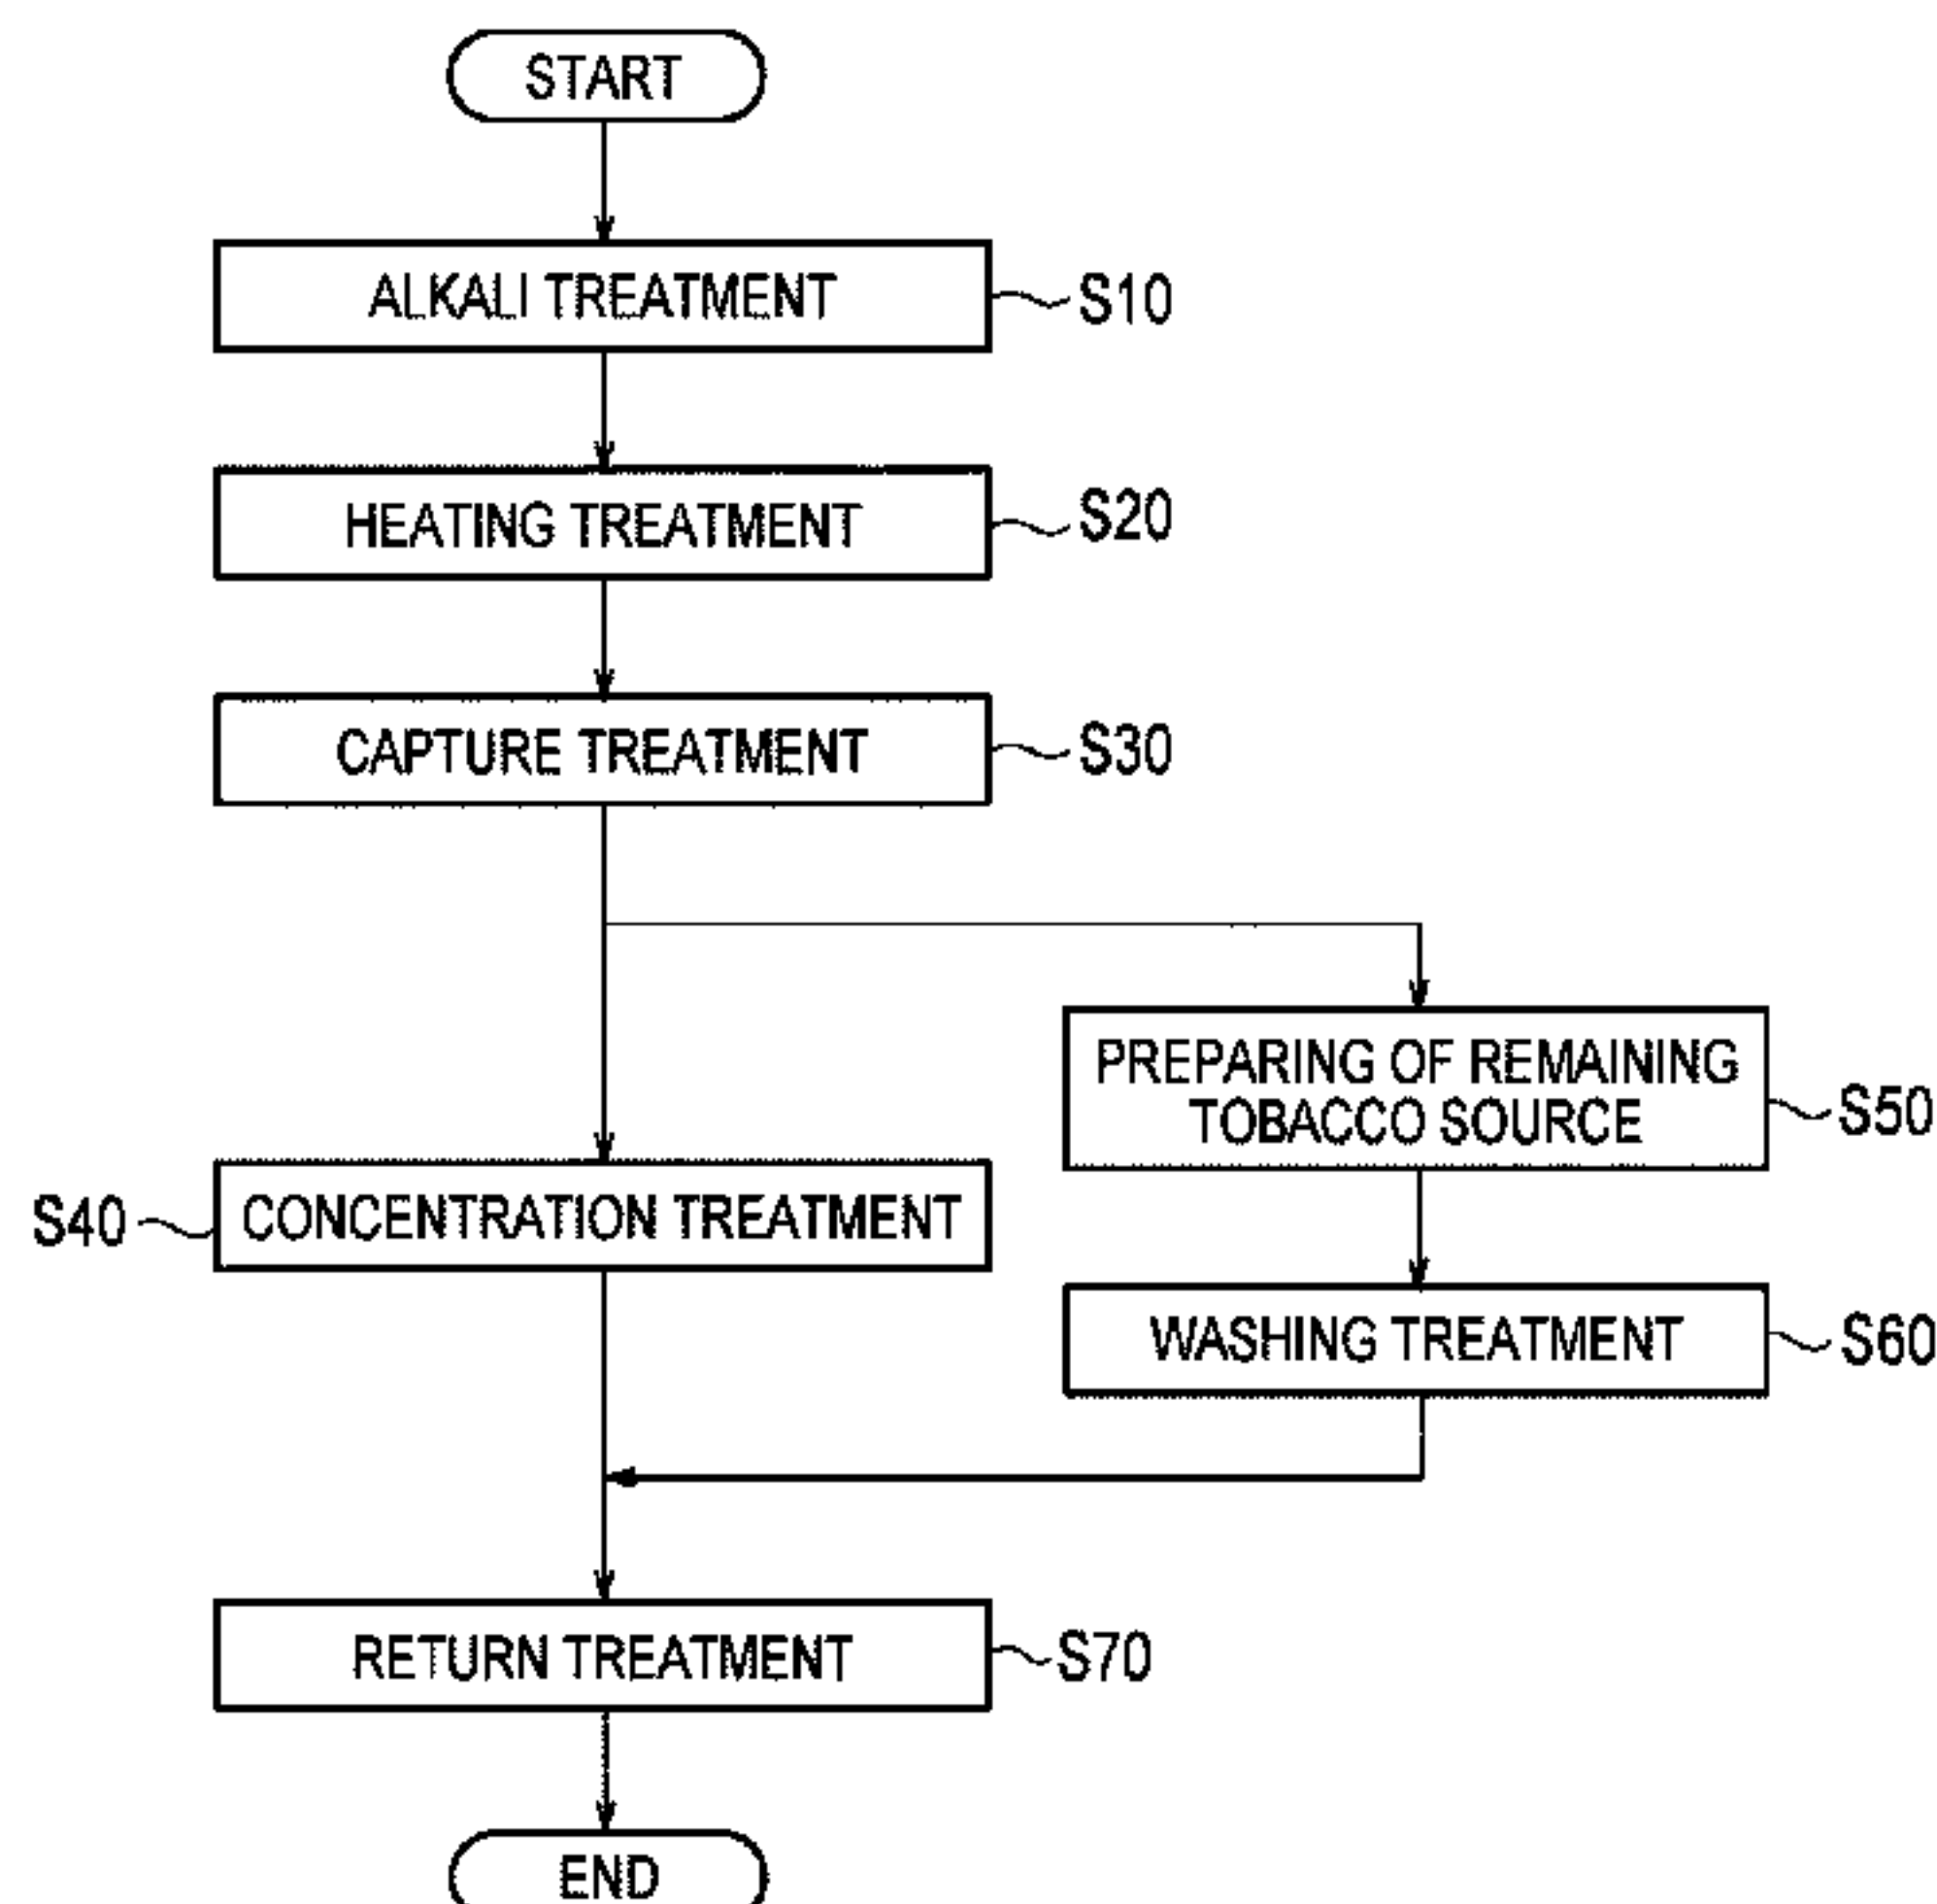 START
ALKALI TREATMENT
S10
HEATING TREATMENT
S20
CAPTURE TREATMENT
S30
PREPARING OF REMAINING
TOBACCO SOURCE
S50
S40
CONCENTRATION TREATMENT
WASHING TREATMENT
S60
RETURN TREATMENT
S70
END